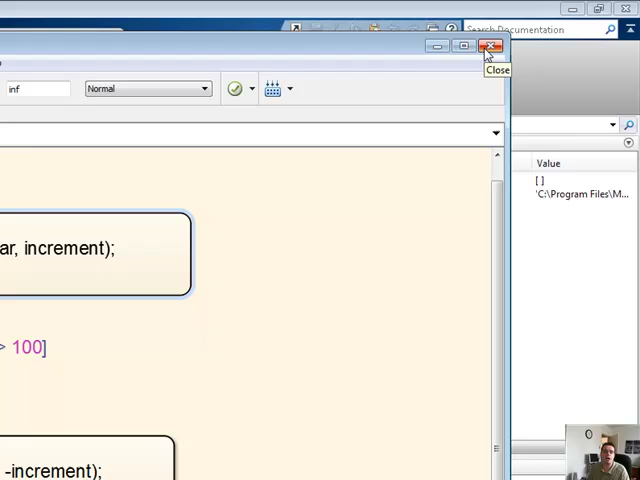 Search Documentation
Close
inf
Normal
Value
[ ]
'C:\Program Files\M...
ar, increment);
> 100]
-increment);